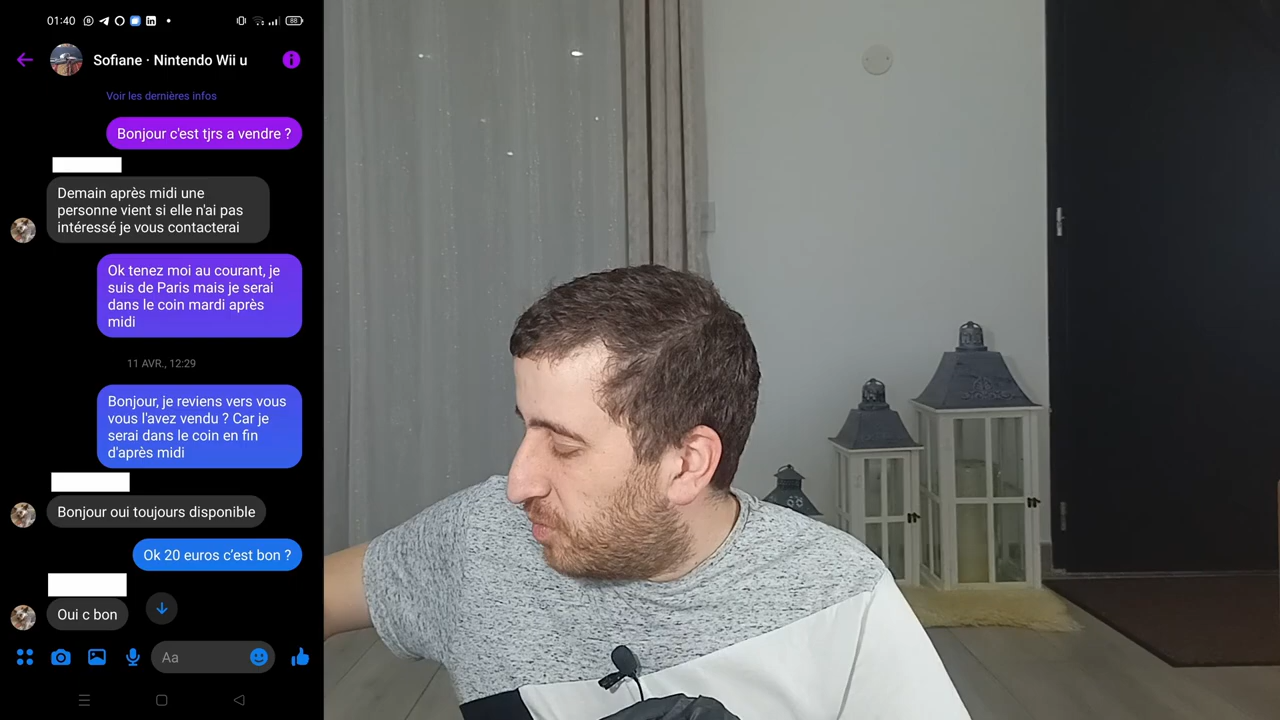 01:40
88
Sofiane · Nintendo Wii u
Voir les dernières infos
Bonjour c'est tjrs a vendre ?
Demain après midi une
personne vient si elle n'ai pas
intéressé je vous contacterai
Ok tenez moi au courant, je
suis de Paris mais je serai
dans le coin mardi après
midi
11 AVR., 12:29
Bonjour, je reviens vers vous
vous l'avez vendu ? Car je
serai dans le coin en fin
d'après midi
Bonjour oui toujours disponible
Ok 20 euros c'est bon ?
Oui c bon
Aa